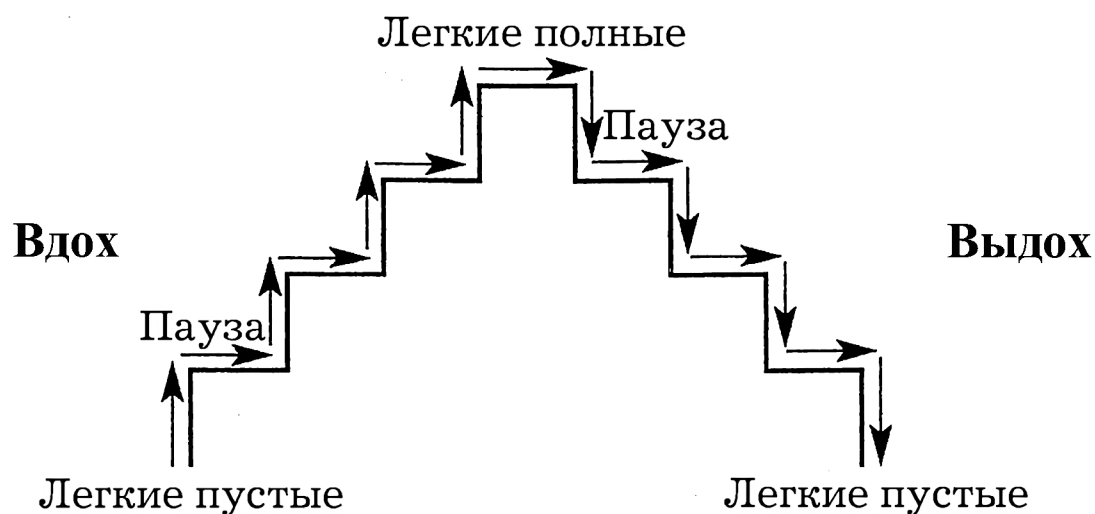 Легкие полные
Пауза
Вдох
Выдох
Пауза
Легкие пустые
Легкие пустые